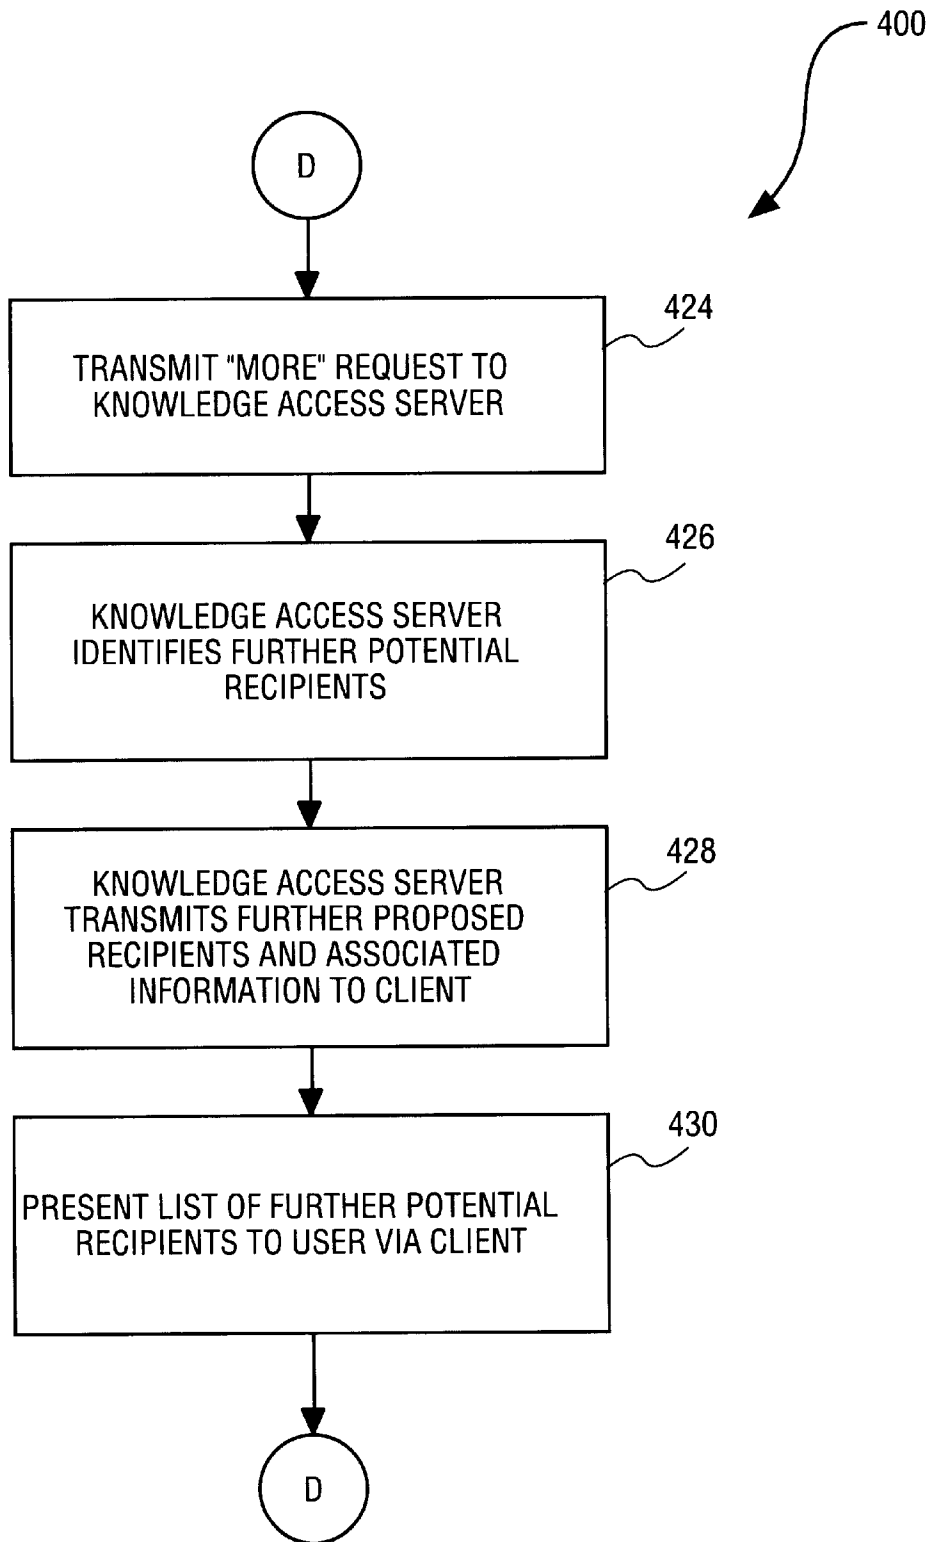 400
D
424
TRANSMIT "MORE" REQUEST TO
KNOWLEDGE ACCESS SERVER
426
KNOWLEDGE ACCESS SERVER
IDENTIFIES FURTHER POTENTIAL
RECIPIENTS
428
KNOWLEDGE ACCESS SERVER
TRANSMITS FURTHER PROPOSED
RECIPIENTS AND ASSOCIATED
INFORMATION TO CLIENT
430
PRESENT LIST OF FURTHER POTENTIAL
RECIPIENTS TO USER VIA CLIENT
D